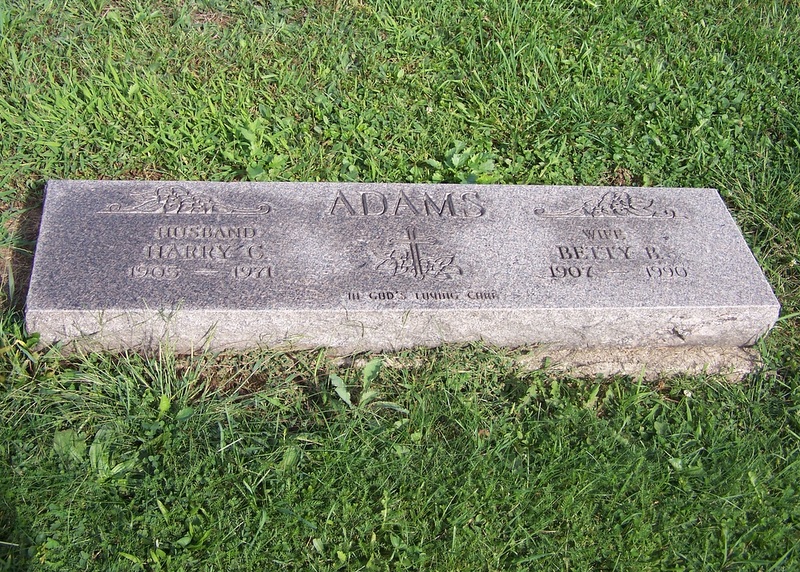 ADAMS
HUSBAND
HARRY C.
1905 — 1971
WIFE
BETTY B.
1907 — 1990
IN GOD'S LOVING CARE